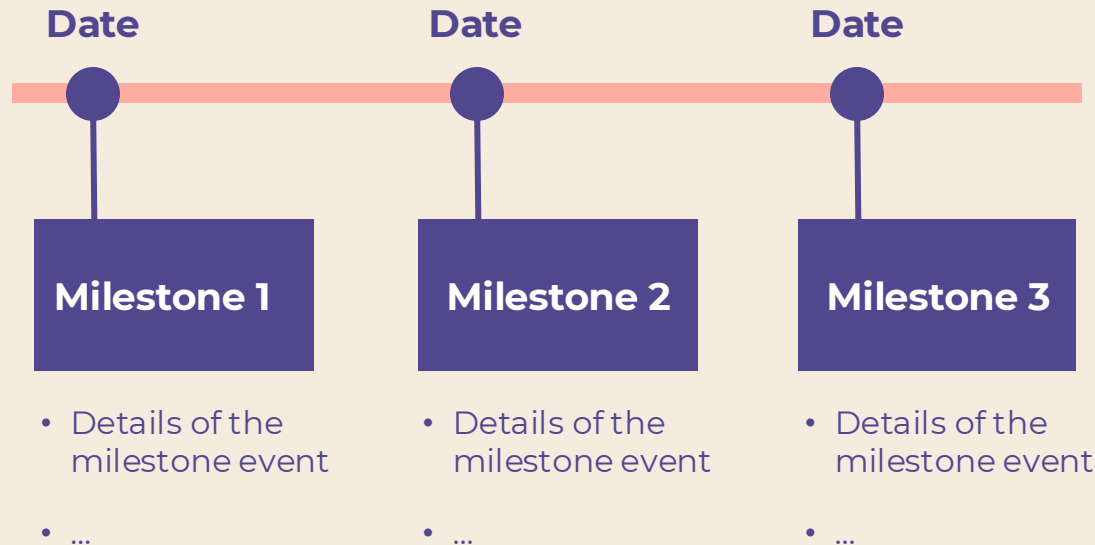 Date
Date
Date
Milestone 1
Milestone 2
Milestone 3
• Details of the
milestone event
• ...
• Details of the
milestone event
• ...
• Details of the
milestone event
• ...